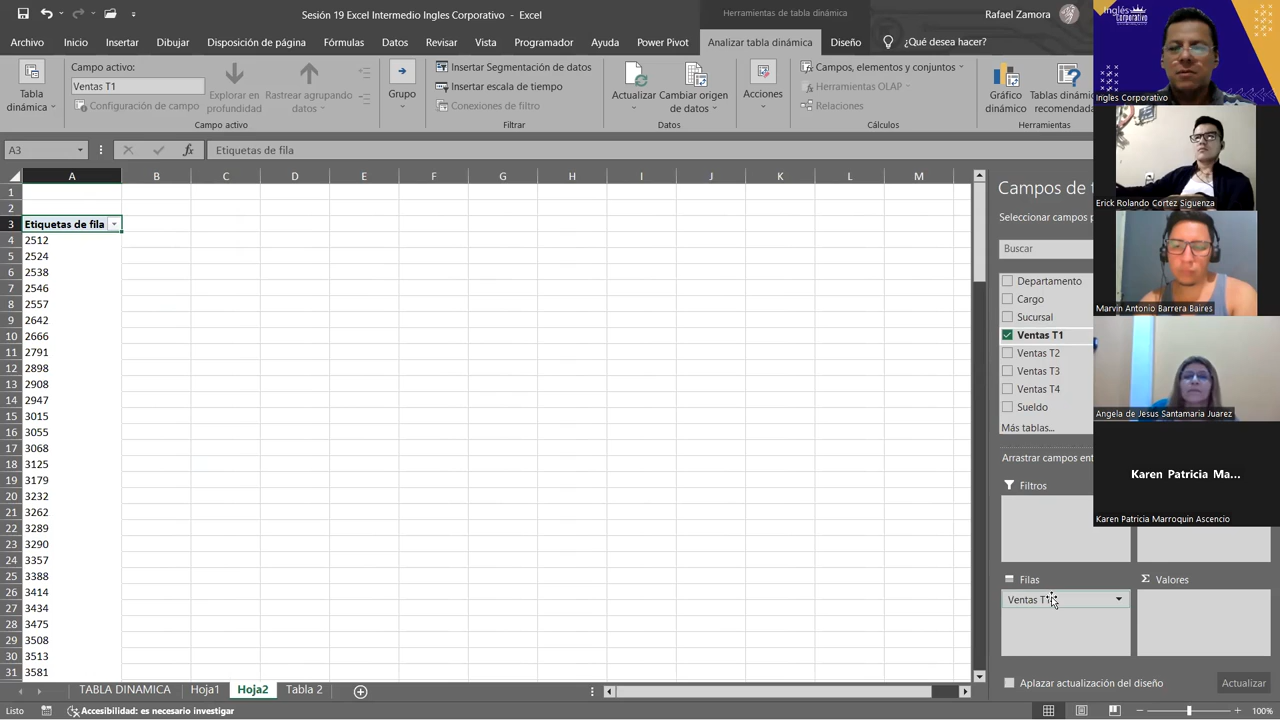 Sesión 19 Excel Intermedio Inglés Corporativo - Excel
Herramientas de tabla dinámica
Rafael Zamora
Archivo Inicio Insertar Dibujar Disposición de página Fórmulas Datos Revisar Vista Programador Ayuda Power Pivot Analizar tabla dinámica Diseño ¿Qué desea hacer?
Tabla dinámica
Campo activo:
Ventas T1
Configuración de campo
Explorar en profundidad
Rastrear agrupando datos
Campo activo
Grupo
Insertar Segmentación de datos
Insertar escala de tiempo
Conexiones de filtro
Filtrar
Actualizar
Cambiar origen de datos
Datos
Acciones
Campos, elementos y conjuntos
Herramientas OLAP
Relaciones
Cálculos
Gráfico dinámico
Tablas dinámi
recomenda
Herramientas
A3
fx
Etiquetas de fila
A B C D E F G H I J K L M
1
2
3 Etiquetas de fila
4 2512
5 2524
6 2538
7 2546
8 2557
9 2642
10 2666
11 2791
12 2898
13 2908
14 2947
15 3015
16 3055
17 3068
18 3125
19 3179
20 3232
21 3262
22 3289
23 3290
24 3357
25 3388
26 3414
27 3434
28 3475
29 3508
30 3513
31 3581
Campos de t
Seleccionar campos p
Buscar
Departamento
Cargo
Sucursal
Ventas T1
Ventas T2
Ventas T3
Ventas T4
Sueldo
Más tablas...
Arrastrar campos ent
Filtros
Filas
Σ Valores
Ventas T1
Aplazar actualización del diseño
Actualizar
Inglés Corporativo
Ingles Corporativo
Erick Rolando Cortez Siguenza
Marvin Antonio Barrera Baires
Angela de Jesus Santamaria Juarez
Karen Patricia Ma...
Karen Patricia Marroquin Ascencio
TABLA DINAMICA Hoja1 Hoja2 Tabla 2
Listo
Accesibilidad: es necesario investigar
100%